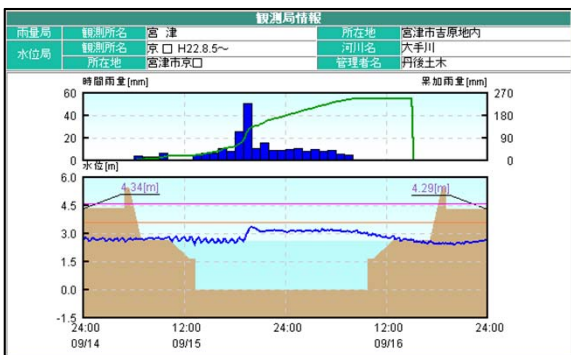 観測局情報
雨量局 観測所名 宮 津 所在地 宮津市吉原地内
水位局 観測所名 京 口 H22.8.5～ 河川名 大手川
所在地 宮津市京口 管理者名 丹後土木
時間雨量[mm] 累加雨量[mm]
60 270
40 180
20 90
0 0
水位[m]
6.0
4.34[m] 4.29[m]
4.5
3.0
1.5
0.0
-1.5
24:00 12:00 24:00 12:00 24:00
09/14 09/15 09/16